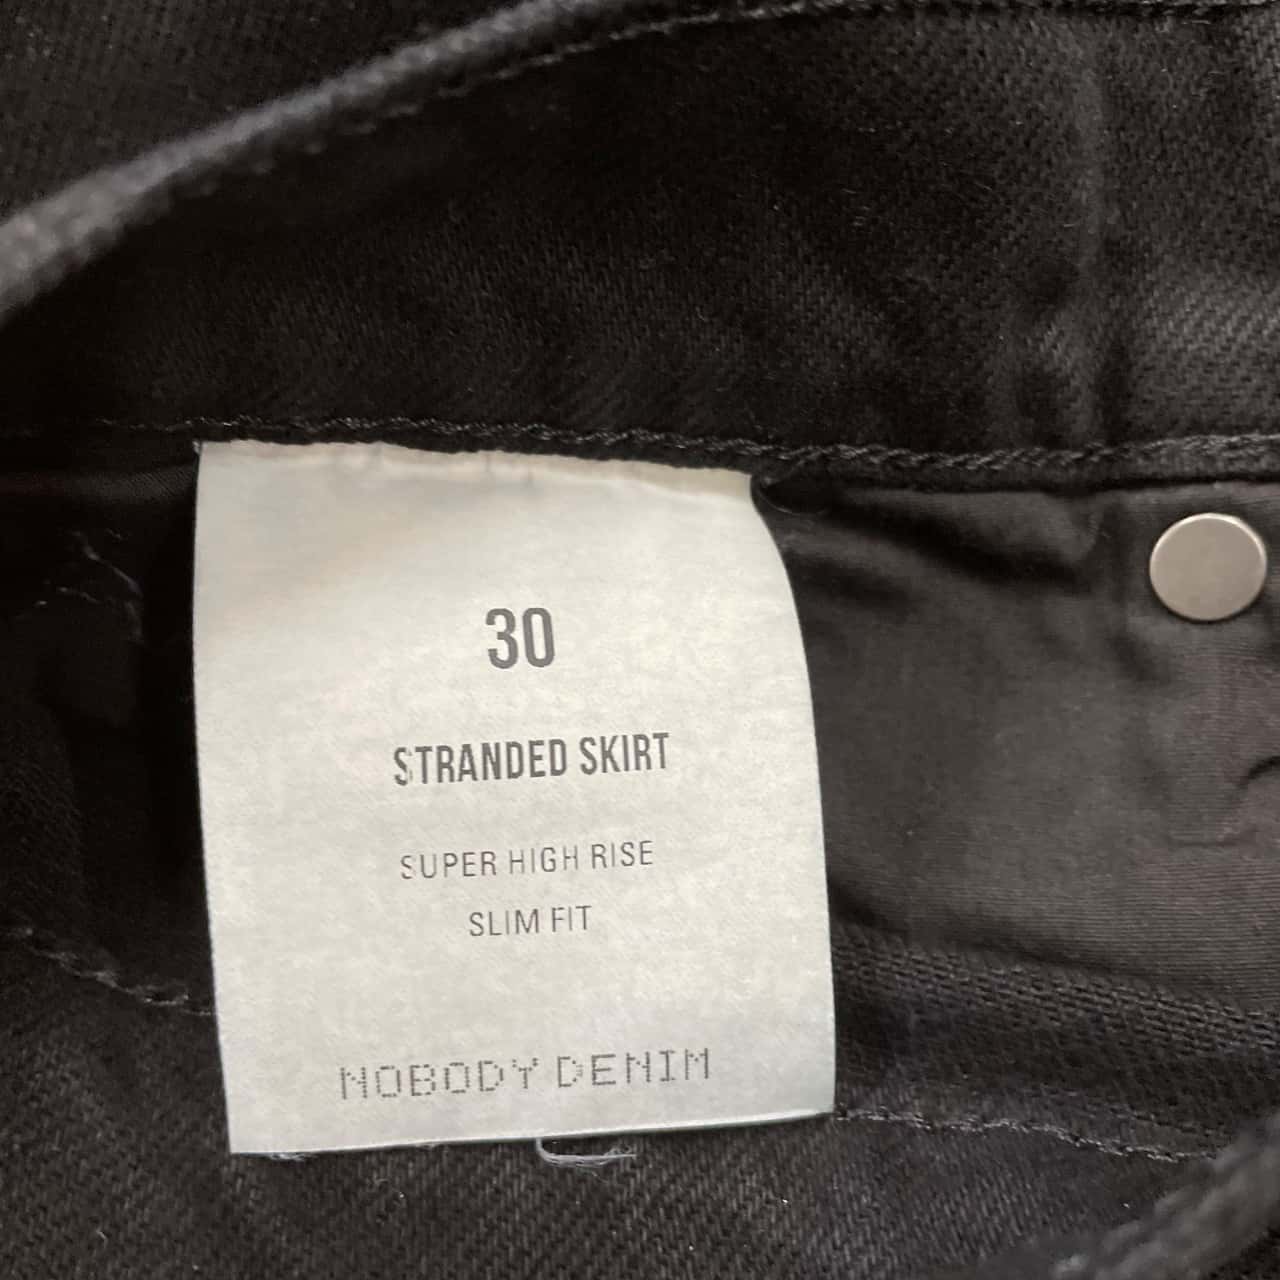 30
STRANDED SKIRT
SUPER HIGH RISE
SLIM FIT
NOBODY DENIM